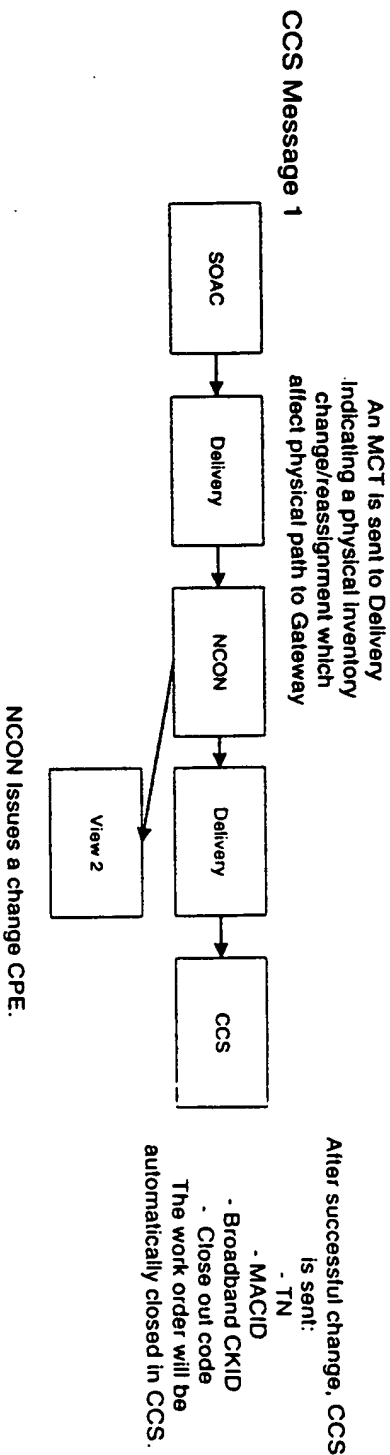 CCS Message 1
An MCT is sent to Delivery
Indicating a physical inventory
change/reassignment which
affect physical path to Gateway
SOAC
Delivery
NCON
Delivery
CCS
View 2
NCON Issues a change CPE.
After successful change, CCS
is sent:
- TN
- MACID
- Broadband CKID
- Close out code
The work order will be
automatically closed in CCS.